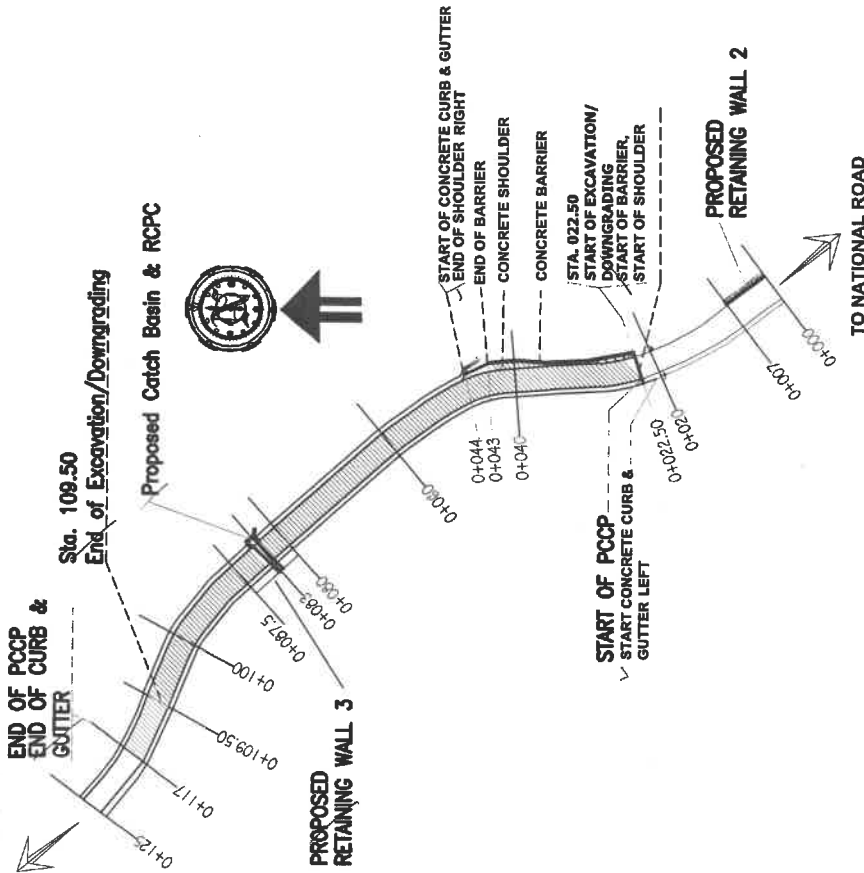 END OF PCCP
END OF CURB &
GUTTER
Sta. 109.50
End of Excavation/Downgrading
Proposed Catch Basin & RCPC
N
START OF CONCRETE CURB & GUTTER
END OF SHOULDER RIGHT
END OF BARRIER
CONCRETE SHOULDER
CONCRETE BARRIER
STA. 022.50
START OF EXCAVATION/
DOWNGRADING
START OF BARRIER,
START OF SHOULDER
PROPOSED
RETAINING WALL 2
TO NATIONAL ROAD
0+125
0+117
0+109.50
0+100
0+087.5
0+083
0+080
0+060
0+044
0+043
0+040
0+022.50
0+020
0+007
0+000
PROPOSED
RETAINING WALL 3
START OF PCCP
START CONCRETE CURB &
GUTTER LEFT